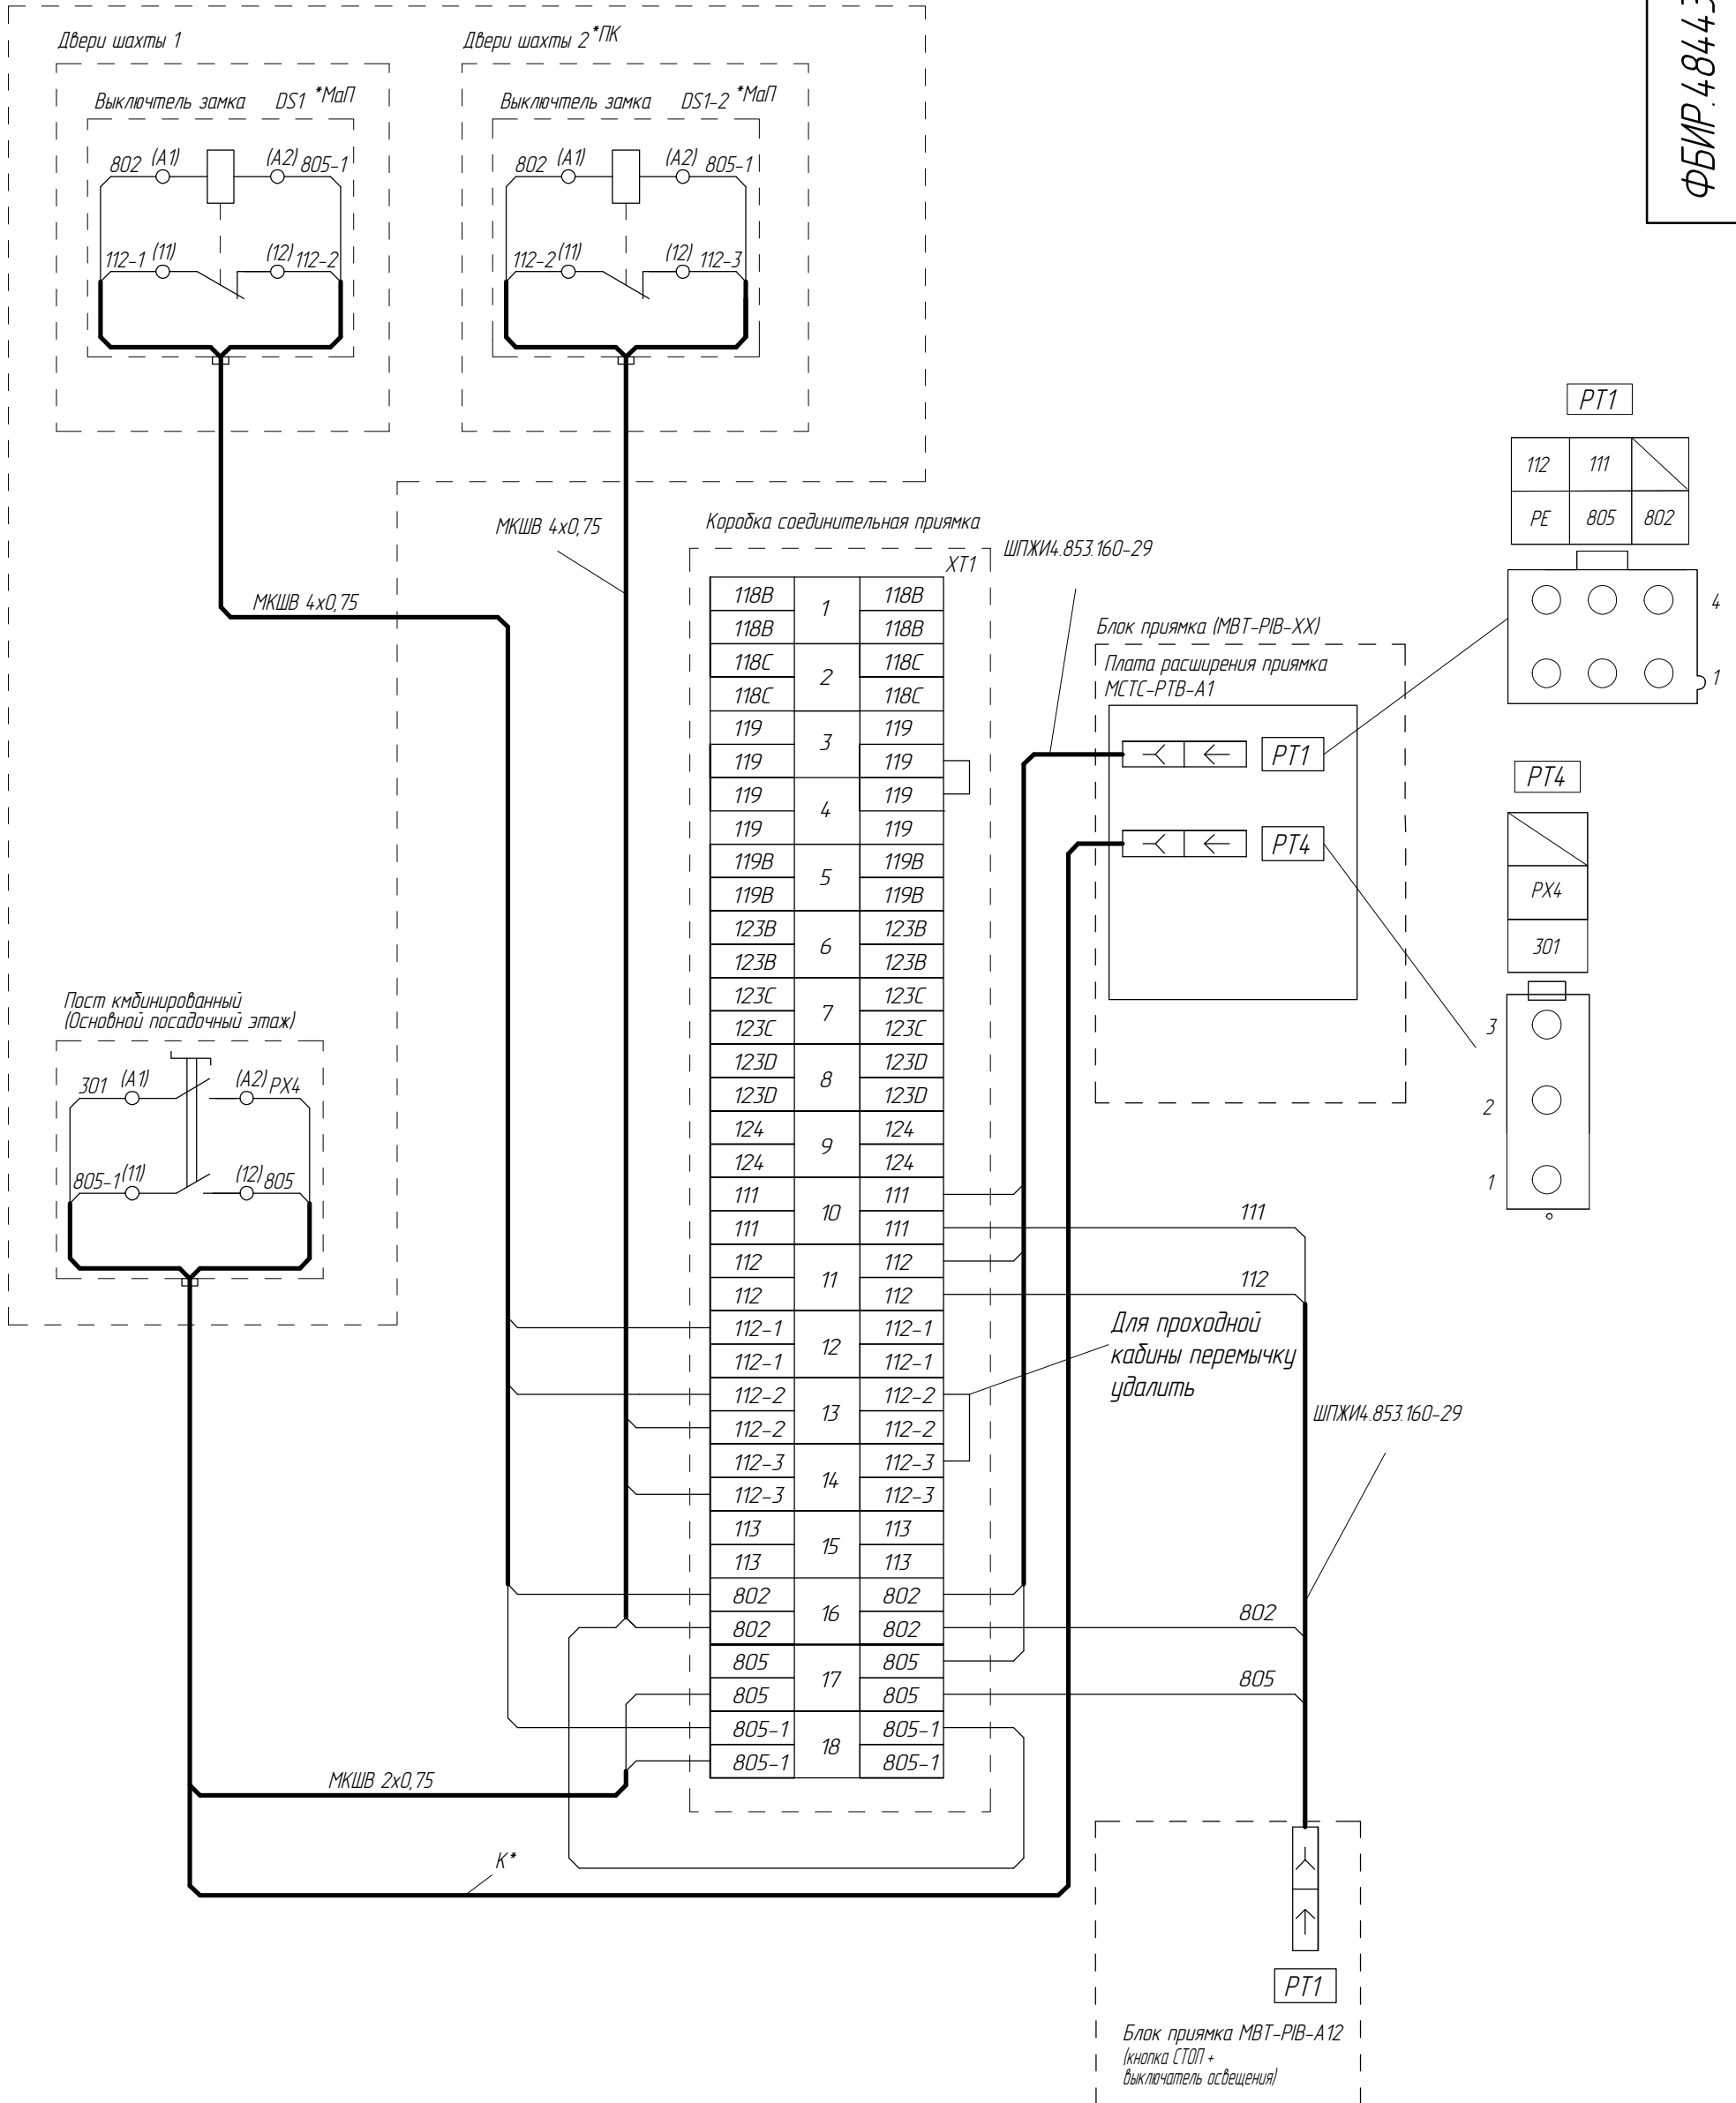 ФБИР.48443
Двери шахты 1
Двери шахты 2 *ПК
Выключтель замка DS1 *МаП
802 (A1) (A2) 805-1
112-1 (11) (12) 112-2
Выключтель замка DS1-2 *МаП
802 (A1) (A2) 805-1
112-2 (11) (12) 112-3
МКШВ 4x0,75
МКШВ 4x0,75
Коробка соединительная приямка
XT1
ШПЖИ4.853.160-29
118B 1 118B
118B 118B
118C 2 118C
118C 118C
119 3 119
119 119
119 4 119
119 119
119B 5 119B
119B 119B
123B 6 123B
123B 123B
123C 7 123C
123C 123C
123D 8 123D
123D 123D
124 9 124
124 124
111 10 111
111 111
112 11 112
112 112
112-1 12 112-1
112-1 112-1
112-2 13 112-2
112-2 112-2
112-3 14 112-3
112-3 112-3
113 15 113
113 113
802 16 802
802 802
805 17 805
805 805
805-1 18 805-1
805-1 805-1
Блок приямка (MBT-PIB-XX)
Плата расширения приямка
МСТС-РТВ-А1
PT1
PT4
PT1
112 111
PE 805 802
4
1
PT4
PX4
301
3
2
1
Пост кмбинированный
(Основной посадочный этаж)
301 (A1) (A2) PX4
805-1 (11) (12) 805
111
112
Для проходной
кабины перемычку
удалить
ШПЖИ4.853.160-29
802
805
МКШВ 2x0,75
К*
PT1
Блок приямка MBT-PIB-A12
(кнопка СТОП +
выключатель освещения)